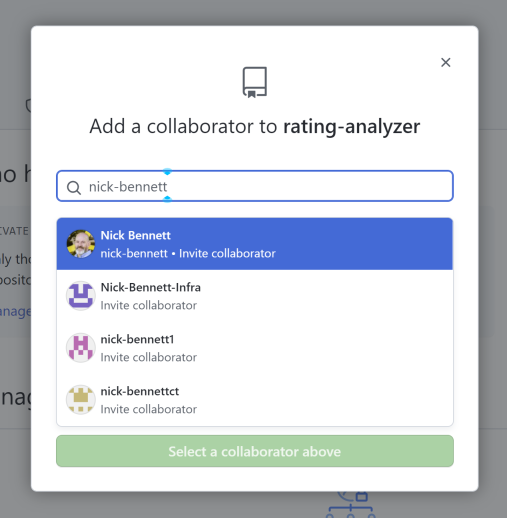 Add a collaborator to rating-analyzer
nick-bennett
Nick Bennett
nick-bennett • Invite collaborator
Nick-Bennett-Infra
Invite collaborator
nick-bennett1
Invite collaborator
nick-bennettct
Invite collaborator
Select a collaborator above